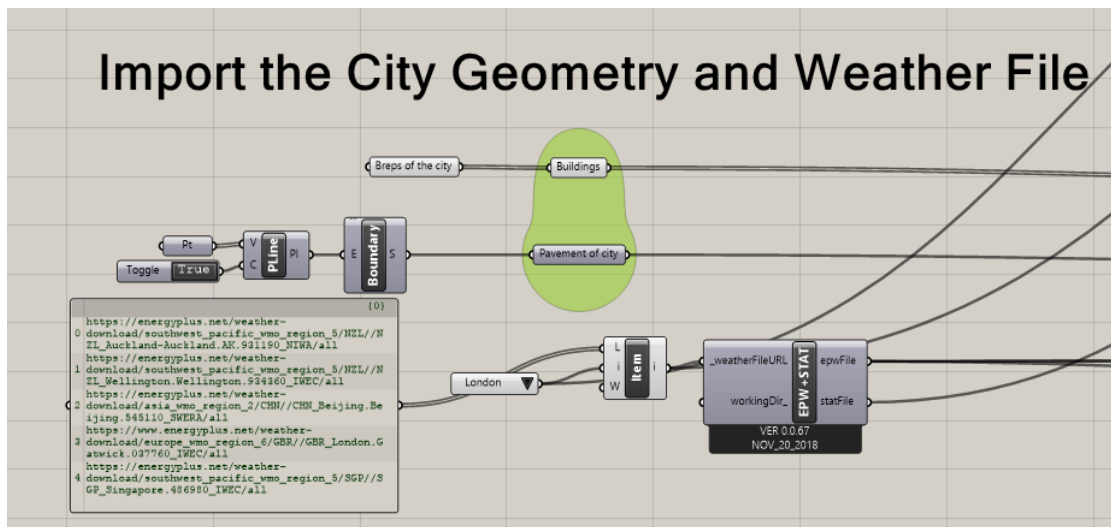 Import the City Geometry and Weather File
Breps of the city
Buildings
Pt
Toggle True
V
C
PLine
Pl
E
Boundary
S
Pavement of city
{0}
0 https://energyplus.net/weather-
download/southwest_pacific_wmo_region_5/NZL//N
ZL_Auckland-Auckland.AK.931190_NIWA/all
1 https://energyplus.net/weather-
download/southwest_pacific_wmo_region_5/NZL//N
ZL_Wellington.Wellington.934360_IWEC/all
2 https://energyplus.net/weather-
download/asia_wmo_region_2/CHN//CHN_Beijing.Be
ijing.545110_SWERA/all
3 https://www.energyplus.net/weather-
download/europe_wmo_region_6/GBR//GBR_London.G
atwick.037760_IWEC/all
4 https://energyplus.net/weather-
download/southwest_pacific_wmo_region_5/SGP//S
GP_Singapore.486980_IWEC/all
London
L
i
W
Item
i
_weatherFileURL
workingDir_
EPW+STAT
epwFile
statFile
VER 0.0.67
NOV_20_2018